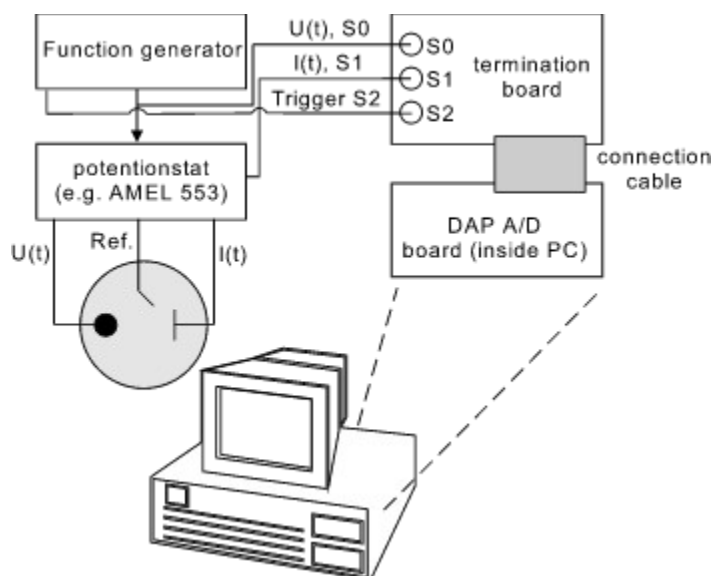 Function generator
U(t), S0
I(t), S1
Trigger S2
S0
S1
S2
termination
board
potentionstat
(e.g. AMEL 553)
connection
cable
U(t)
Ref.
I(t)
DAP A/D
board (inside PC)